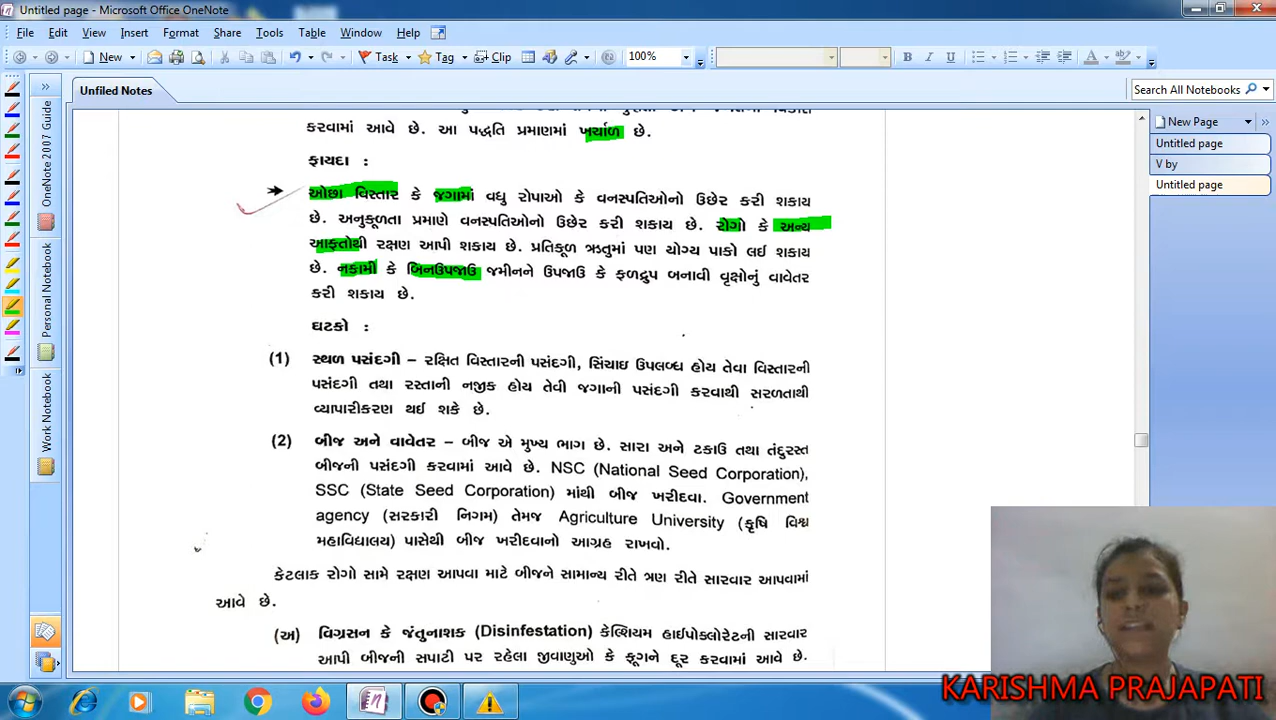 Untitled page - Microsoft Office OneNote
File Edit View Insert Format Share Tools Table Window Help
New Task Tag Clip 100% B I U
Unfiled Notes
Search All Notebooks
New Page
Untitled page
V by
Untitled page
OneNote 2007 Guide
Personal Notebook
Work Notebook
કરવામાં આવે છે. આ પદ્ધતિ પ્રમાણમાં ખર્ચાળ છે.
ફાયદા :
ઓછા વિસ્તાર કે જગામાં વધુ રોપાઓ કે વનસ્પતિઓનો ઉછેર કરી શકાય
છે. અનુકૂળતા પ્રમાણે વનસ્પતિઓનો ઉછેર કરી શકાય છે. રોગો કે અન્ય
આફતોથી રક્ષણ આપી શકાય છે. પ્રતિકૂળ ઋતુમાં પણ યોગ્ય પાકો લઈ શકાય
છે. નકામી કે બિનઉપજાઉ જમીનને ઉપજાઉ કે ફળદ્રુપ બનાવી વૃક્ષોનું વાવેતર
કરી શકાય છે.
ઘટકો :
(1) સ્થળ પસંદગી – રક્ષિત વિસ્તારની પસંદગી, સિંચાઇ ઉપલબ્ધ હોય તેવા વિસ્તારની
પસંદગી તથા રસ્તાની નજીક હોય તેવી જગાની પસંદગી કરવાથી સરળતાથી
વ્યાપારીકરણ થઈ શકે છે.
(2) બીજ અને વાવેતર – બીજ એ મુખ્ય ભાગ છે. સારા અને ટકાઉ તથા તંદુરસ્ત
બીજની પસંદગી કરવામાં આવે છે. NSC (National Seed Corporation),
SSC (State Seed Corporation) માંથી બીજ ખરીદવા. Government
agency (સરકારી નિગમ) તેમજ Agriculture University (કૃષિ વિશ્વ
મહાવિદ્યાલય) પાસેથી બીજ ખરીદવાનો આગ્રહ રાખવો.
કેટલાક રોગો સામે રક્ષણ આપવા માટે બીજને સામાન્ય રીતે ત્રણ રીતે સારવાર આપવામાં
આવે છે.
(અ) વિગ્રસન કે જંતુનાશક (Disinfestation) કેલ્શિયમ હાઈપોક્લોરેટની સારવાર
આપી બીજની સપાટી પર રહેલા જીવાણુઓ કે ફૂગને દૂર કરવામાં આવે છે.
KARISHMA PRAJAPATI